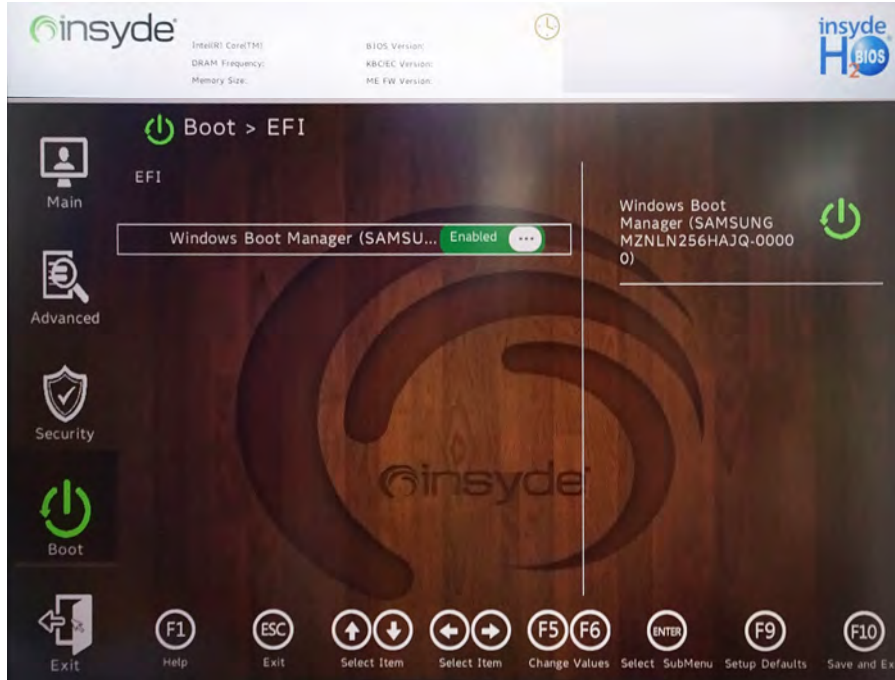 insyde
Intel(R) Core(TM)
BIOS Version:
DRAM Frequency:
KBC/EC Version:
Memory Size:
ME FW Version:
insyde
H2BIOS
Boot > EFI
EFI
Main
Advanced
Security
Boot
Exit
Windows Boot Manager (SAMSU... Enabled ...
Windows Boot
Manager (SAMSUNG
MZNLN256HAJQ-0000
0)
insyde
F1
Help
ESC
Exit
Select Item
Select Item
F5 F6
Change Values
ENTER
Select SubMenu
F9
Setup Defaults
F10
Save and Ex